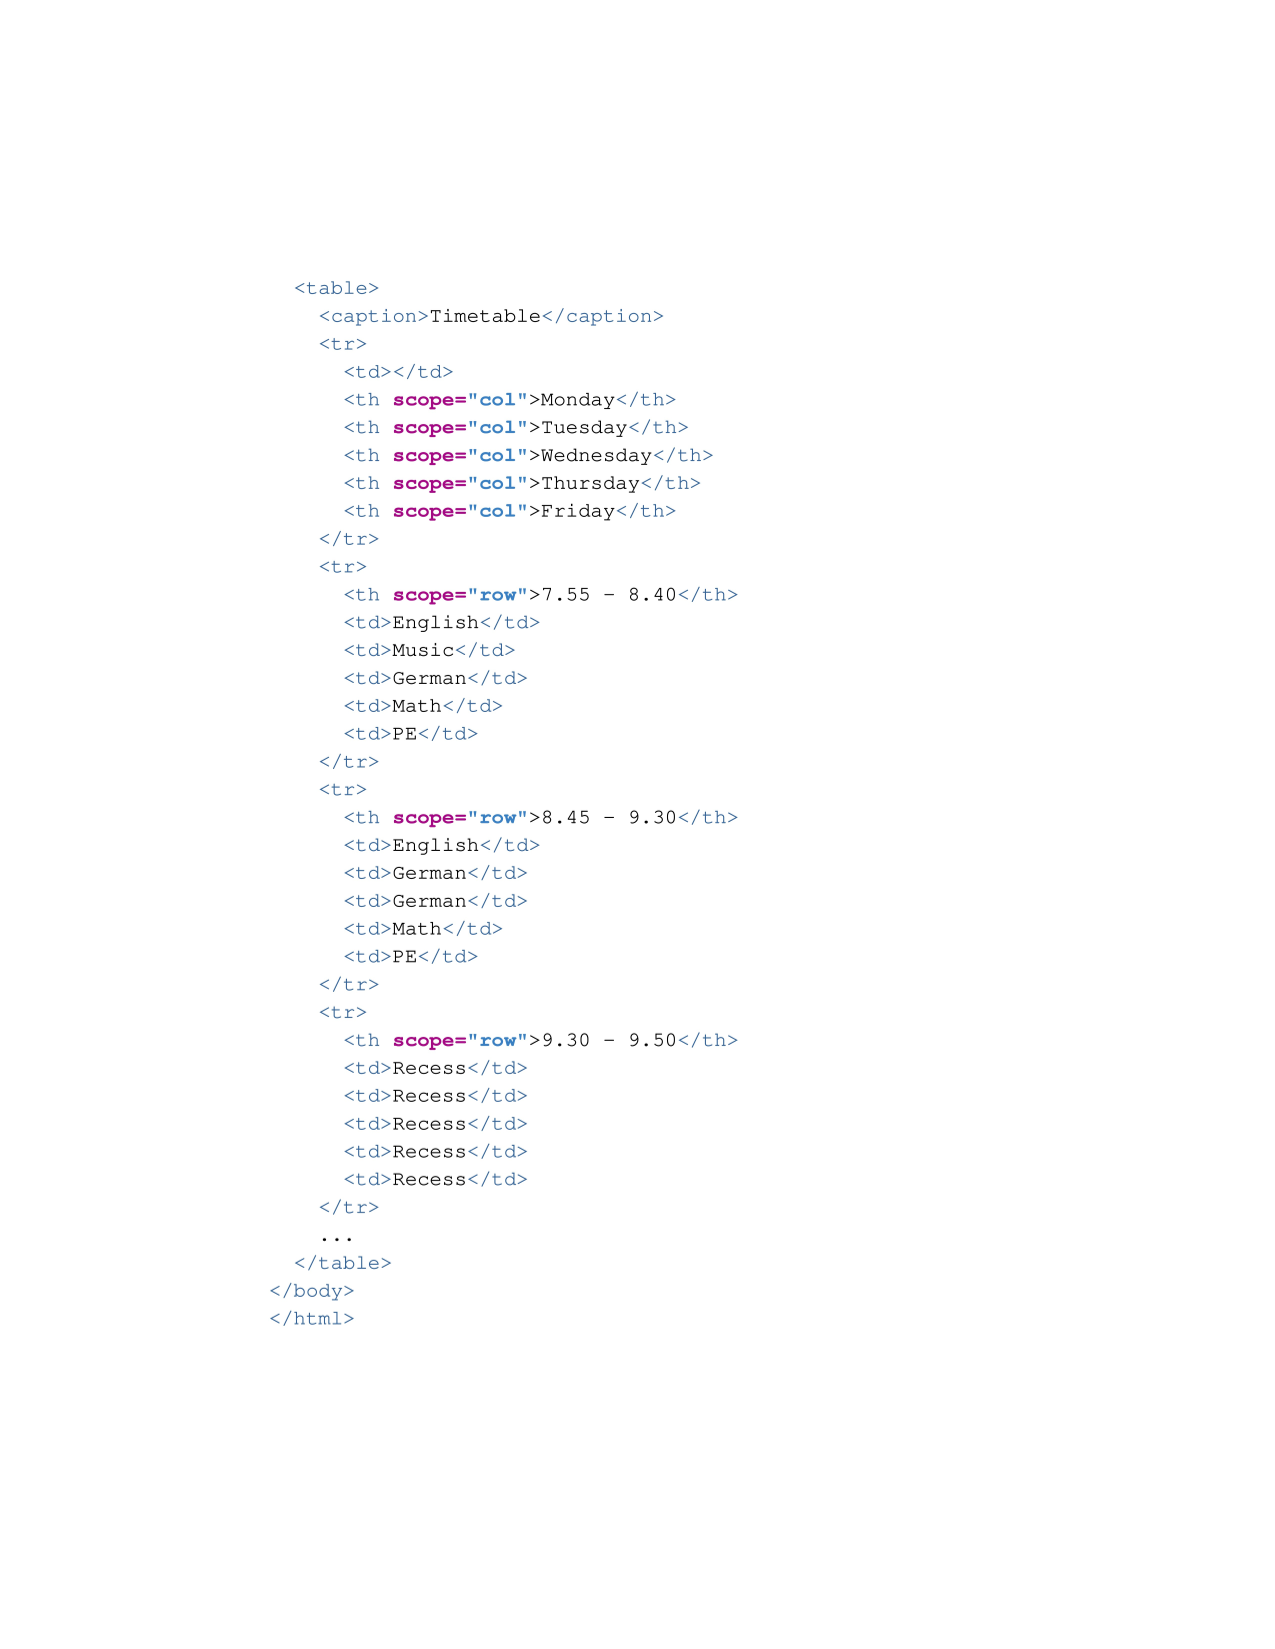 <table>
<caption>Timetable</caption>
<tr>
<td></td>
<th scope="col">Monday</th>
<th scope="col">Tuesday</th>
<th scope="col">Wednesday</th>
<th scope="col">Thursday</th>
<th scope="col">Friday</th>
</tr>
<tr>
<th scope="row">7.55 - 8.40</th>
<td>English</td>
<td>Music</td>
<td>German</td>
<td>Math</td>
<td>PE</td>
</tr>
<tr>
<th scope="row">8.45 - 9.30</th>
<td>English</td>
<td>German</td>
<td>German</td>
<td>Math</td>
<td>PE</td>
</tr>
<tr>
<th scope="row">9.30 - 9.50</th>
<td>Recess</td>
<td>Recess</td>
<td>Recess</td>
<td>Recess</td>
<td>Recess</td>
</tr>
...
</table>
</body>
</html>